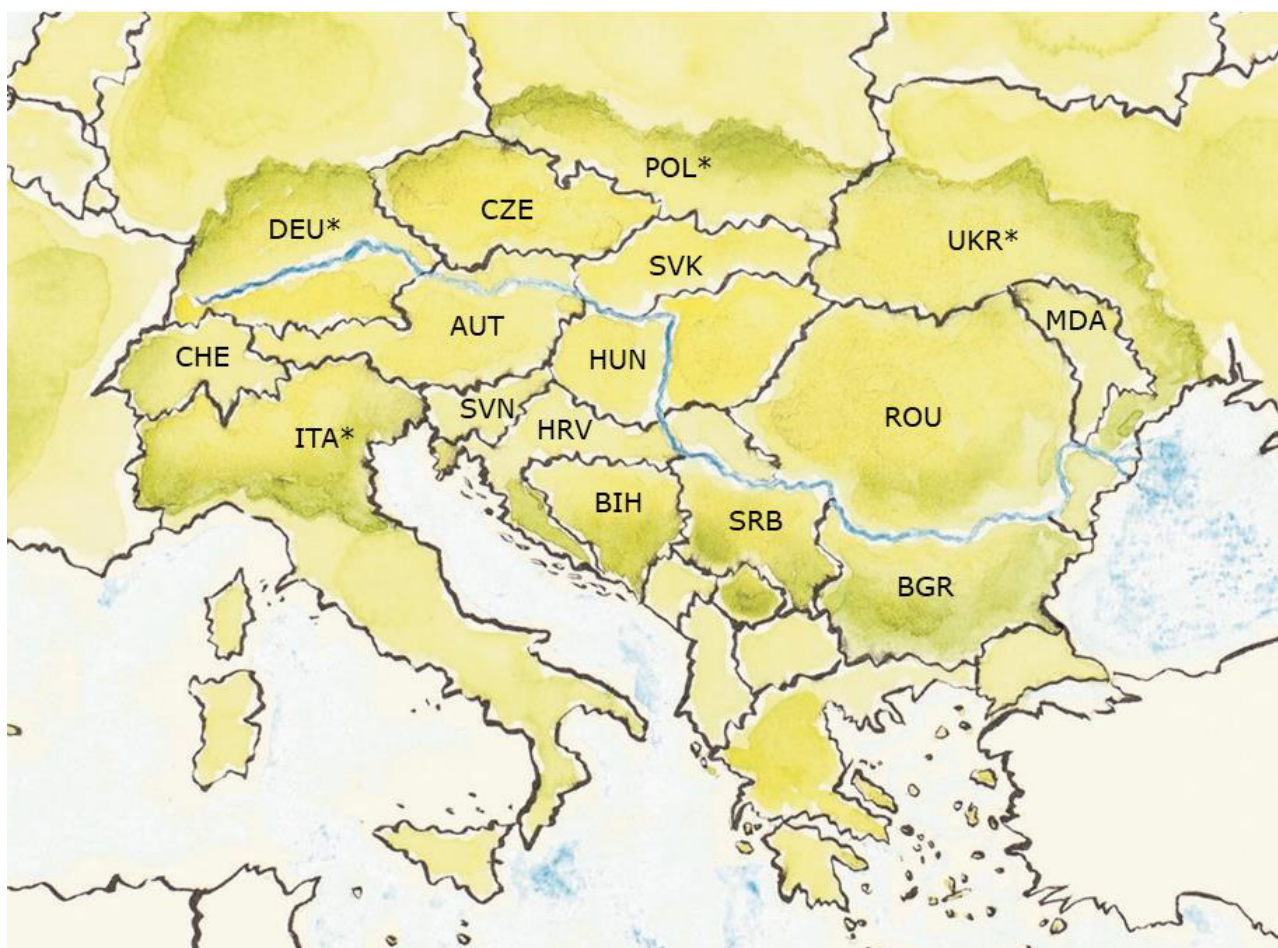 POL*
CZE
DEU*
UKR*
SVK
MDA
AUT
CHE
HUN
SVN
ROU
HRV
ITA*
BIH
SRB
BGR